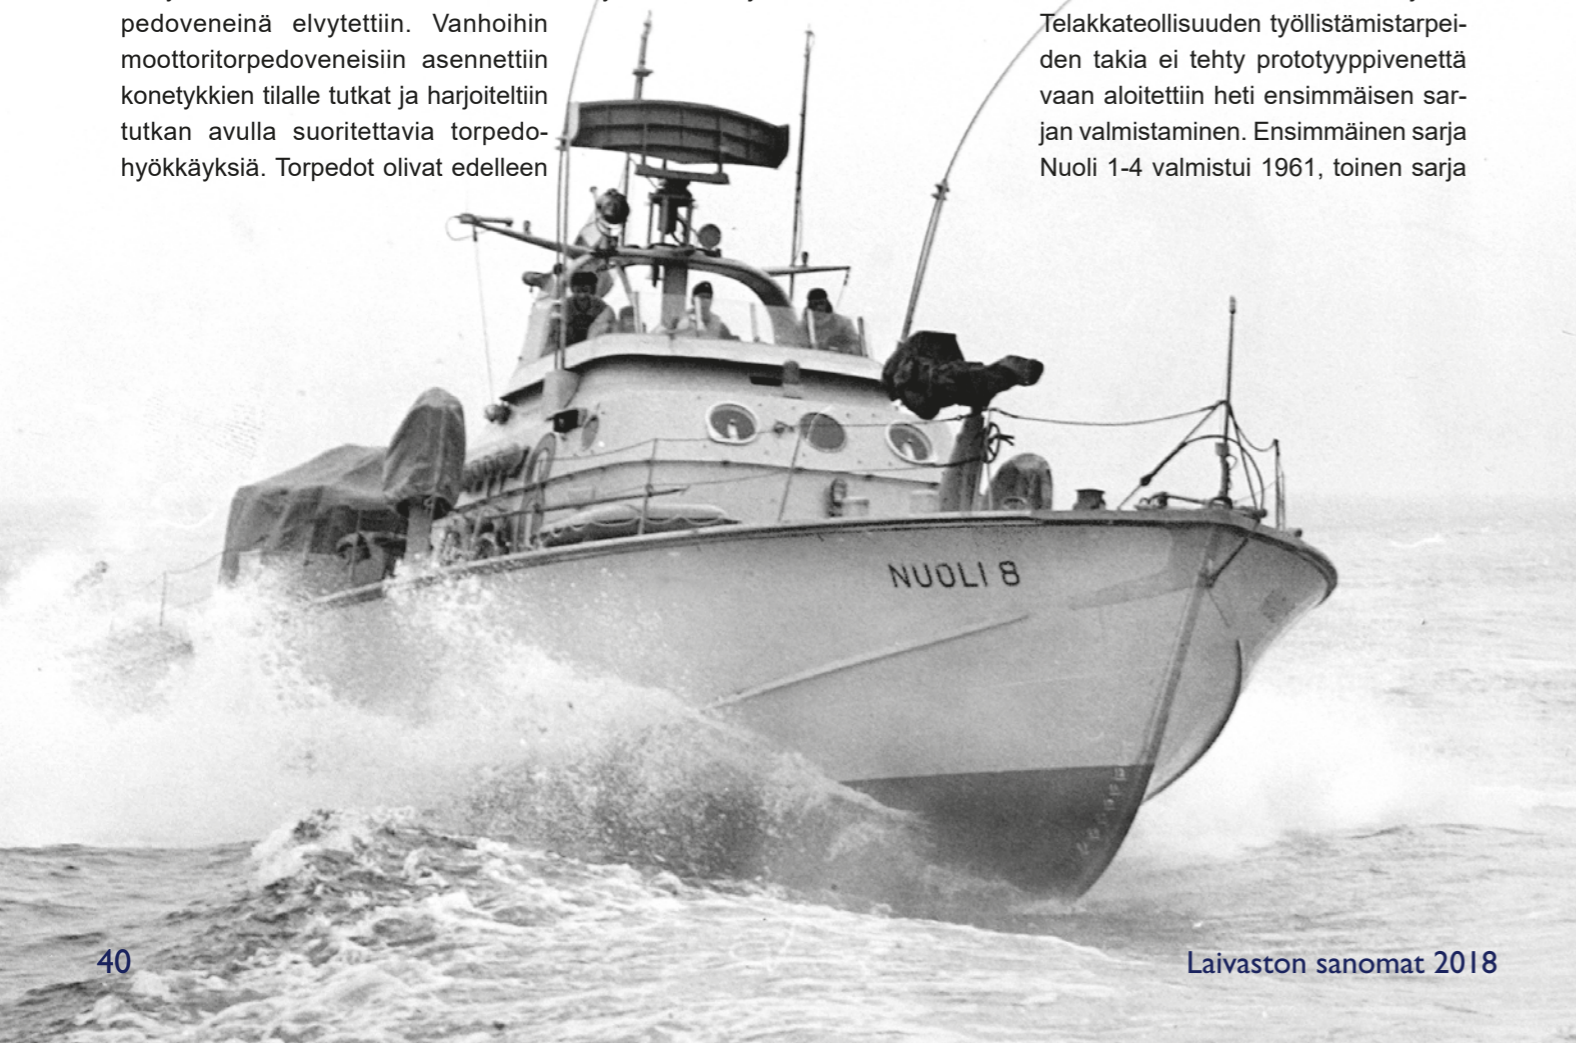 pedoveneinä elvytettiin. Vanhoihin
moottoritorpedoveneisiin asennettiin
konetykkien tilalle tutkat ja harjoiteltiin
tutkan avulla suoritettavia torpedo-
hyökkäyksiä. Torpedot olivat edelleen
Telakkateollisuuden työllistämistarpei-
den takia ei tehty prototyyppivenettä
vaan aloitettiin heti ensimmäisen sar-
jan valmistaminen. Ensimmäinen sarja
Nuoli 1-4 valmistui 1961, toinen sarja
NUOLI 8
40
Laivaston sanomat 2018